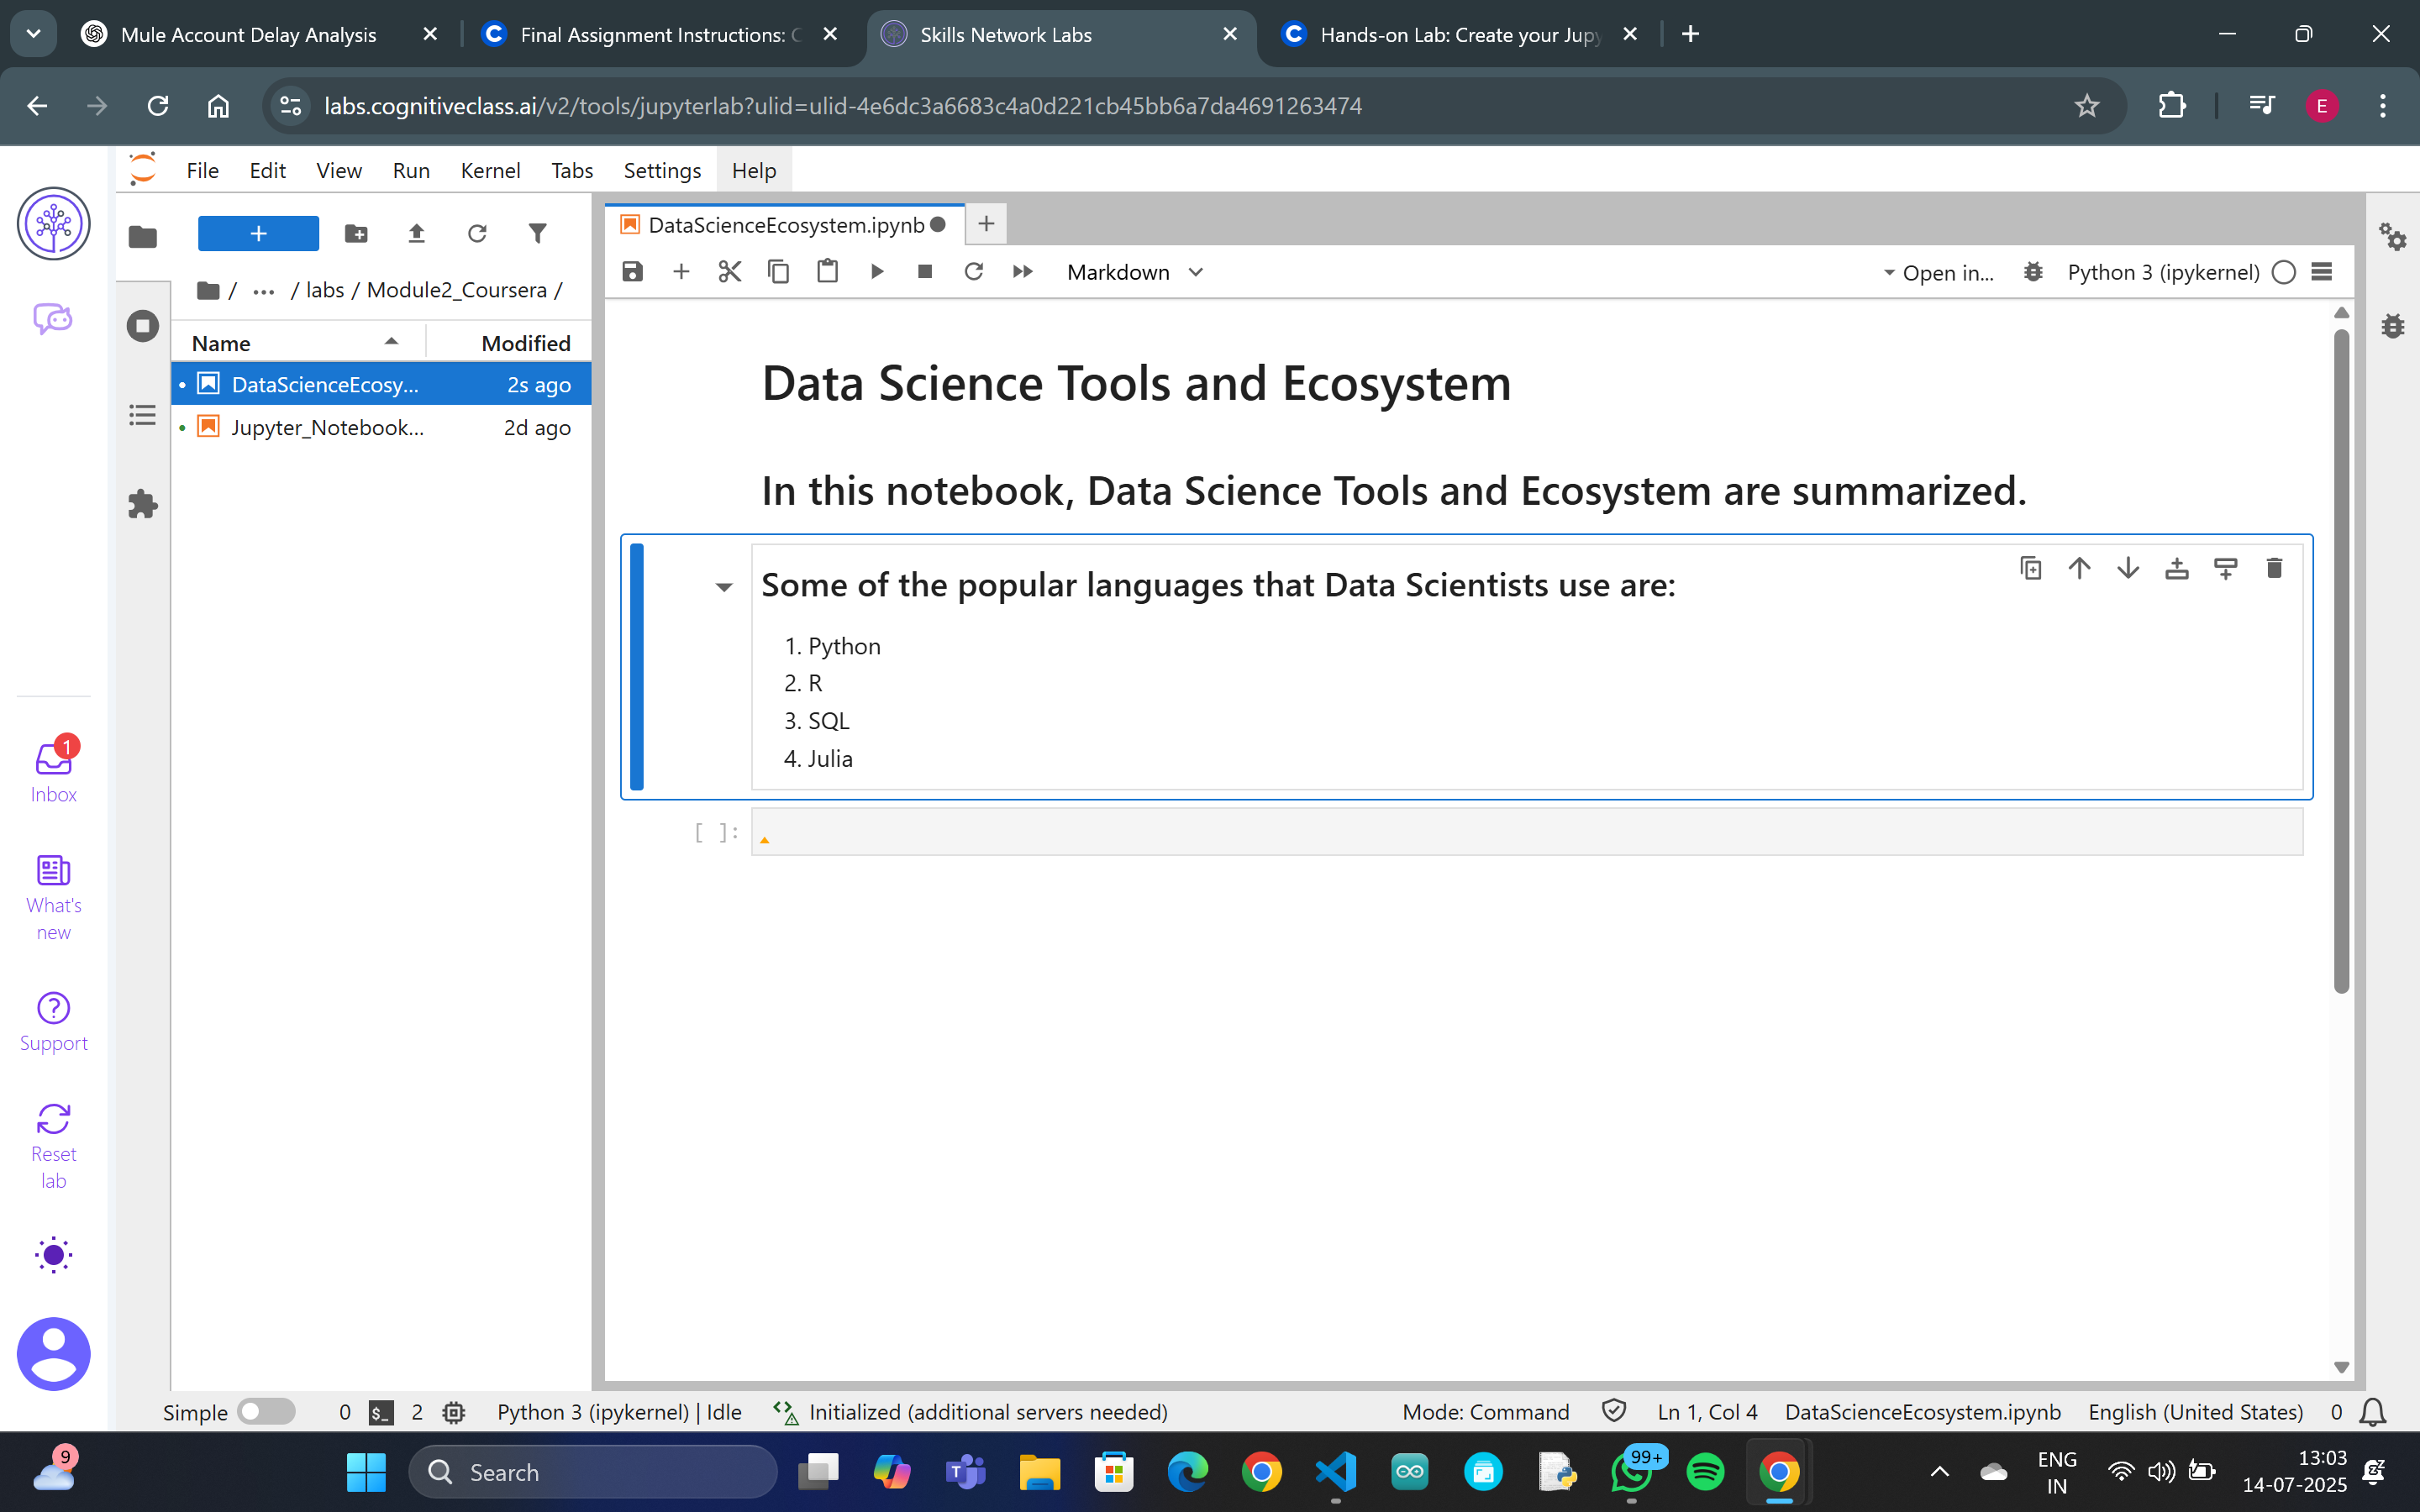 Mule Account Delay Analysis
Final Assignment Instructions: C
Skills Network Labs
Hands-on Lab: Create your Jupy
labs.cognitiveclass.ai/v2/tools/jupyterlab?ulid=ulid-4e6dc3a6683c4a0d221cb45bb6a7da4691263474
E
File Edit View Run Kernel Tabs Settings Help
DataScienceEcosystem.ipynb
Markdown
Open in...
Python 3 (ipykernel)
/ ... / labs / Module2_Coursera /
Name Modified
DataScienceEcosy... 2s ago
Jupyter_Notebook... 2d ago
Data Science Tools and Ecosystem
In this notebook, Data Science Tools and Ecosystem are summarized.
Some of the popular languages that Data Scientists use are:
1. Python
2. R
3. SQL
4. Julia
[ ]:
1
Inbox
What's
new
Support
Reset
lab
Simple 0 $_ 2 Python 3 (ipykernel) | Idle Initialized (additional servers needed) Mode: Command Ln 1, Col 4 DataScienceEcosystem.ipynb English (United States) 0
9
Search
99+
ENG
IN
13:03
14-07-2025